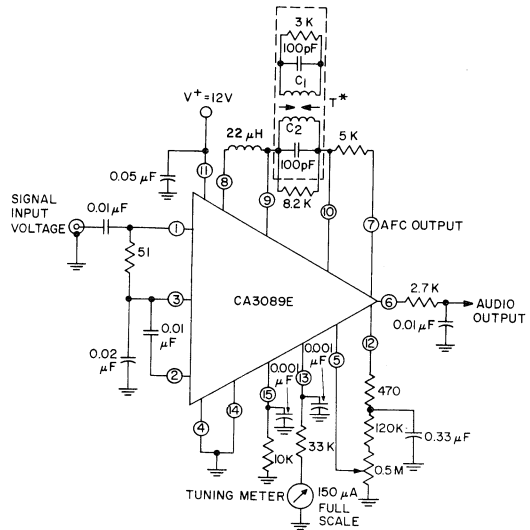 3 K
100pF
C1
T*
V+=12V
C2
22 μH
5 K
100pF
0.05 μF
11
8
9
8.2 K
10
7
AFC OUTPUT
SIGNAL
INPUT
VOLTAGE
0.01 μF
1
51
3
CA3089E
6
2.7 K
AUDIO
OUTPUT
0.01 μF
0.01
μF
0.02
μF
2
0.001
μF
0.001
μF
5
12
4
14
15
13
470
120K
0.33 μF
10K
33 K
0.5M
TUNING METER
150 μA
FULL
SCALE